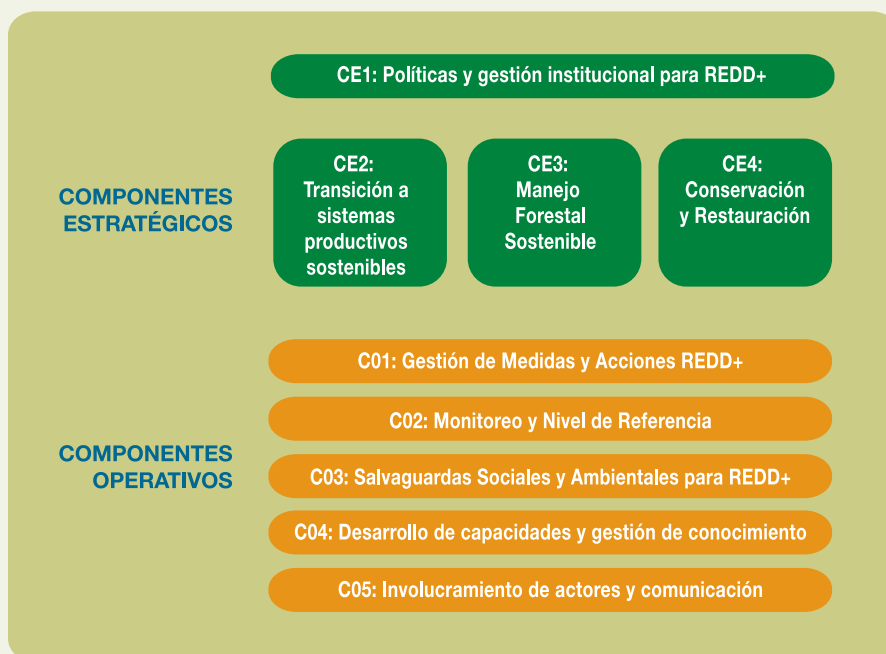 CE1: Políticas y gestión institucional para REDD+
COMPONENTES
ESTRATÉGICOS
CE2:
Transición a
sistemas
productivos
sostenibles
CE3:
Manejo
Forestal
Sostenible
CE4:
Conservación
y Restauración
COMPONENTES
OPERATIVOS
C01: Gestión de Medidas y Acciones REDD+
C02: Monitoreo y Nivel de Referencia
C03: Salvaguardas Sociales y Ambientales para REDD+
C04: Desarrollo de capacidades y gestión de conocimiento
C05: Involucramiento de actores y comunicación